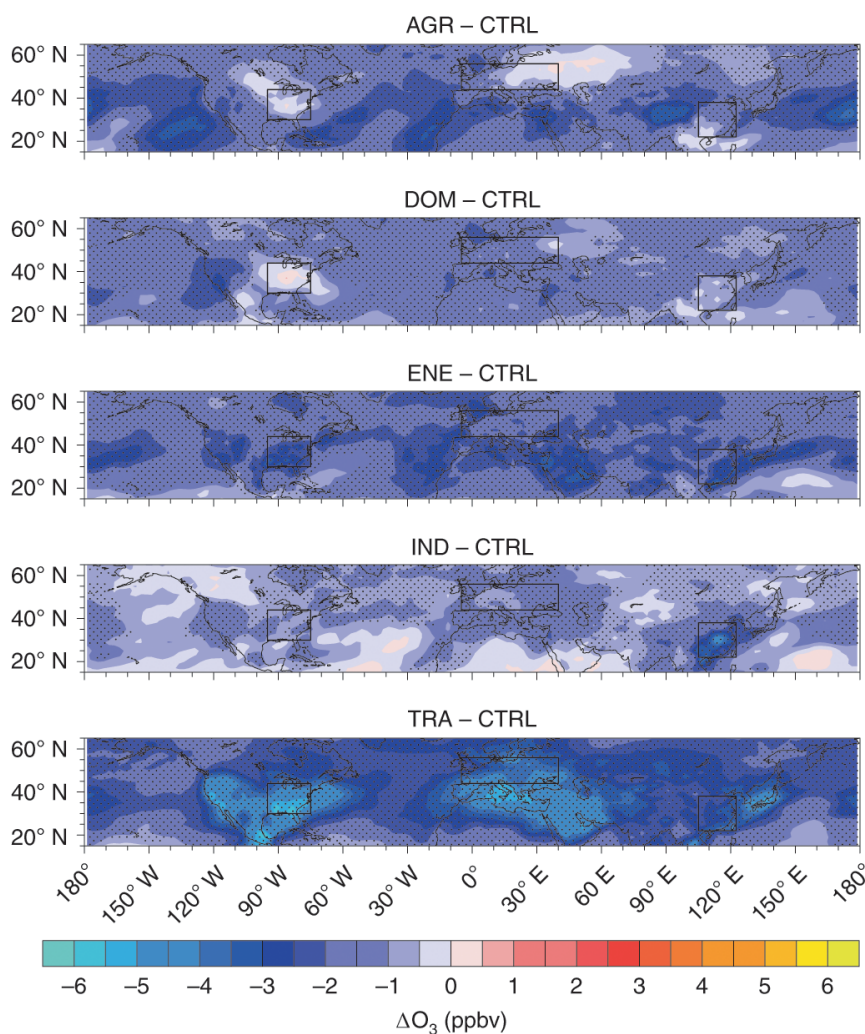 AGR – CTRL
60° N
40° N
20° N
DOM – CTRL
60° N
40° N
20° N
ENE – CTRL
60° N
40° N
20° N
IND – CTRL
60° N
40° N
20° N
TRA – CTRL
60° N
40° N
20° N
180° 150° W 120° W 90° W 60° W 30° W 0° 30° E 60° E 90° E 120° E 150° E 180°
–6 –5 –4 –3 –2 –1 0 1 2 3 4 5 6
ΔO₃ (ppbv)